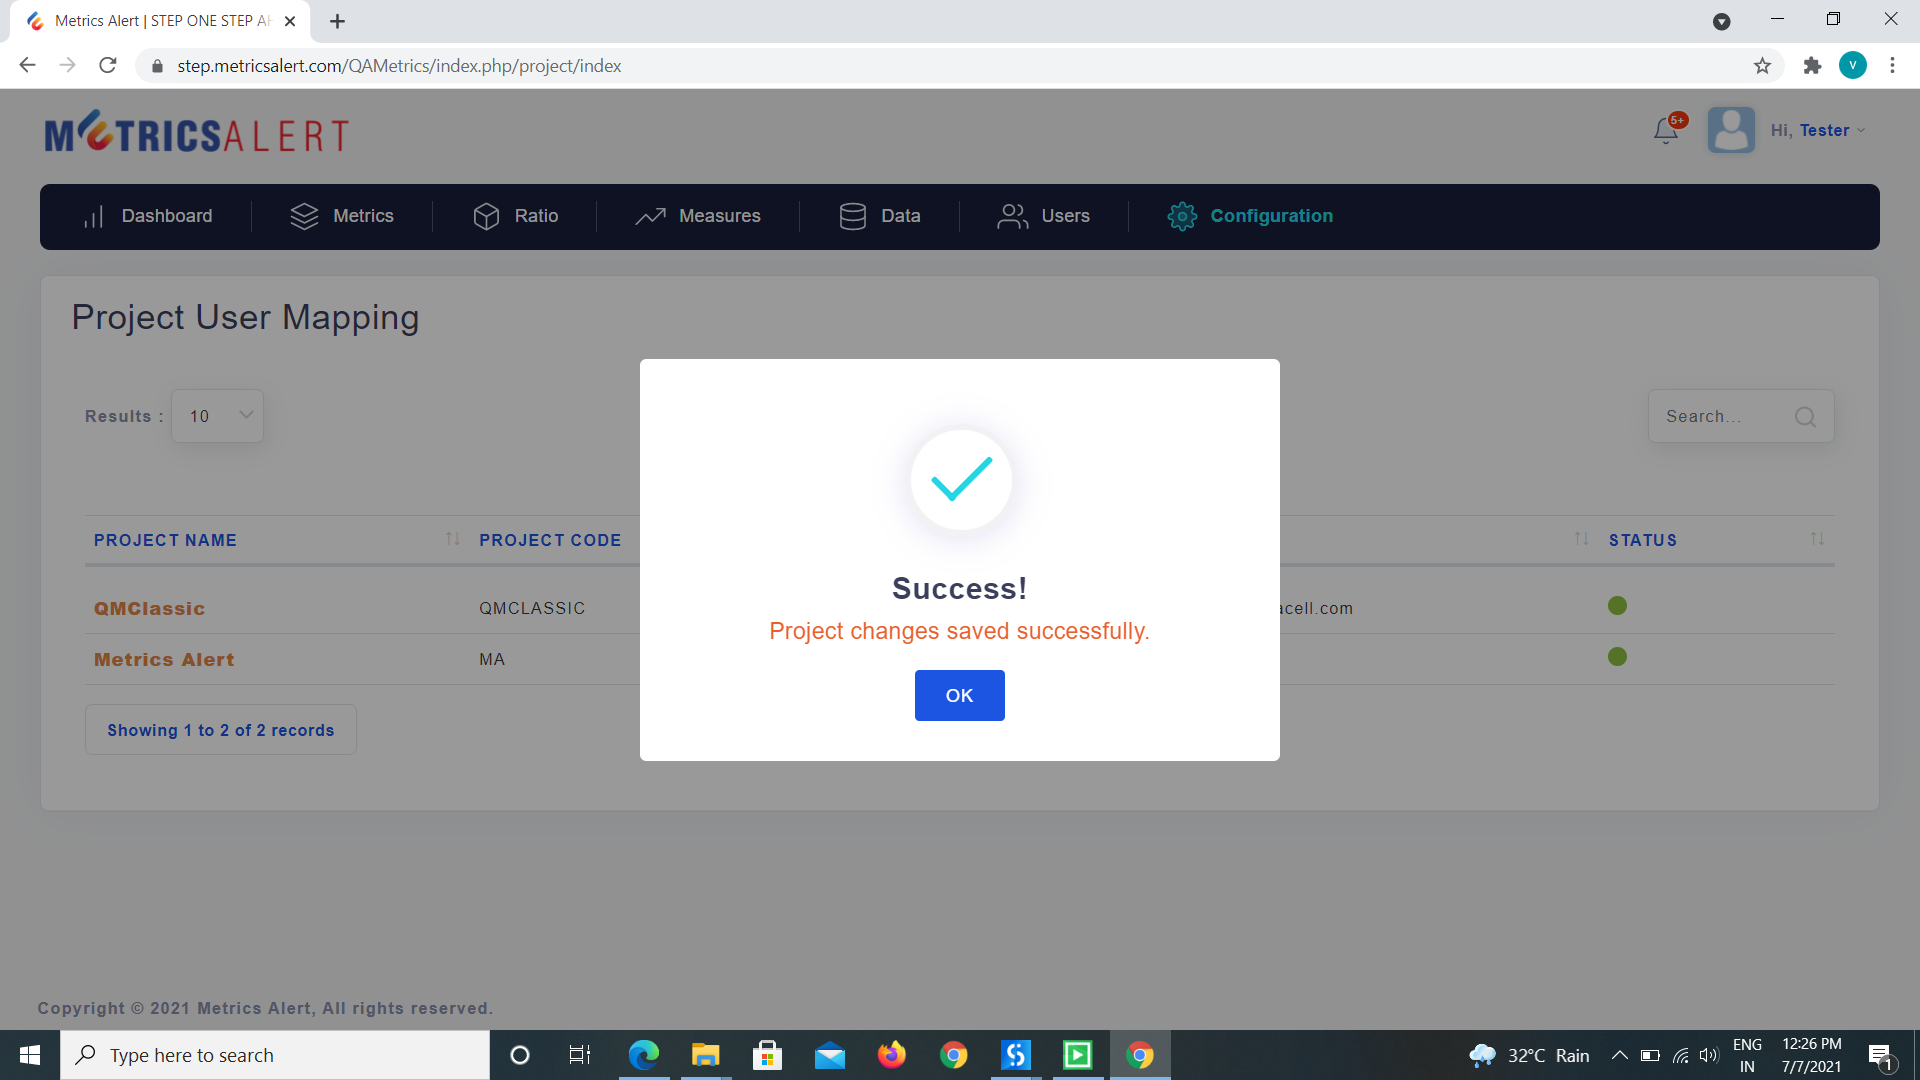 Metrics Alert | STEP ONE STEP AH
step.metricsalert.com/QAMetrics/index.php/project/index
V
METRICSALERT
5+
Hi, Tester
Dashboard
Metrics
Ratio
Measures
Data
Users
Configuration
Project User Mapping
Results :
10
Search...
PROJECT NAME
PROJECT CODE
STATUS
QMClassic
QMCLASSIC
acell.com
Metrics Alert
MA
Showing 1 to 2 of 2 records
Success!
Project changes saved successfully.
OK
Copyright © 2021 Metrics Alert, All rights reserved.
Type here to search
32°C Rain
ENG
IN
12:26 PM
7/7/2021
1